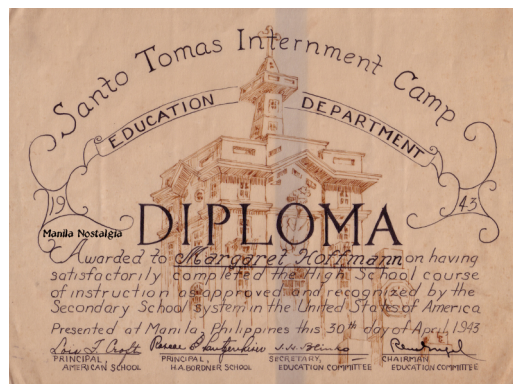 Santo Tomas Internment Camp
EDUCATION DEPARTMENT
1943
Manila Nostalgia
DIPLOMA
Awarded to Margaret Hoffmann on having
satisfactorily completed the High School course
of instruction as approved and recognized by the
Secondary School system in the United States of America
Presented at Manila, Philippines this 30th day of April, 1943
Lois T. Croft
PRINCIPAL, PRINCIPAL, SECRETARY, CHAIRMAN
AMERICAN SCHOOL H.A. BORDNER SCHOOL EDUCATION COMMITTEE EDUCATION COMMITTEE